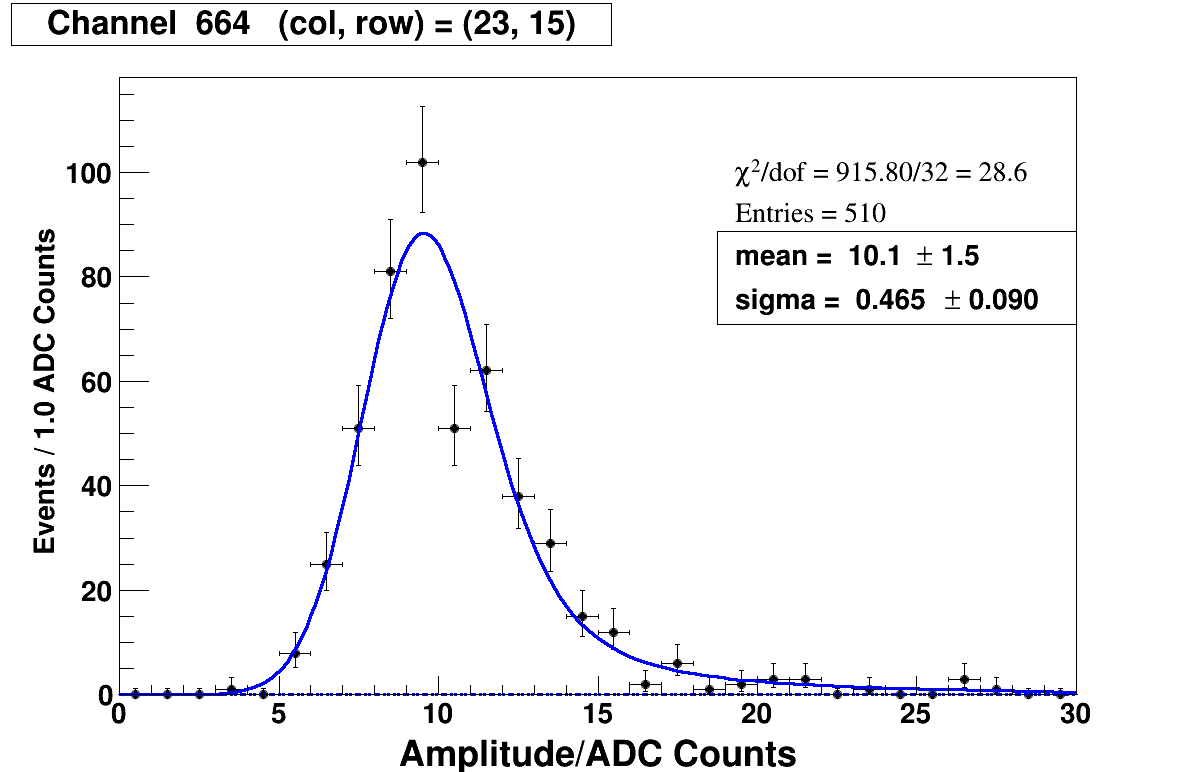 Channel 664 (col, row) = (23, 15)
χ²/dof = 915.80/32 = 28.6
Entries = 510
mean = 10.1 ± 1.5
sigma = 0.465 ± 0.090
Events / 1.0 ADC Counts
100
80
60
40
20
0
0 5 10 15 20 25 30
Amplitude/ADC Counts